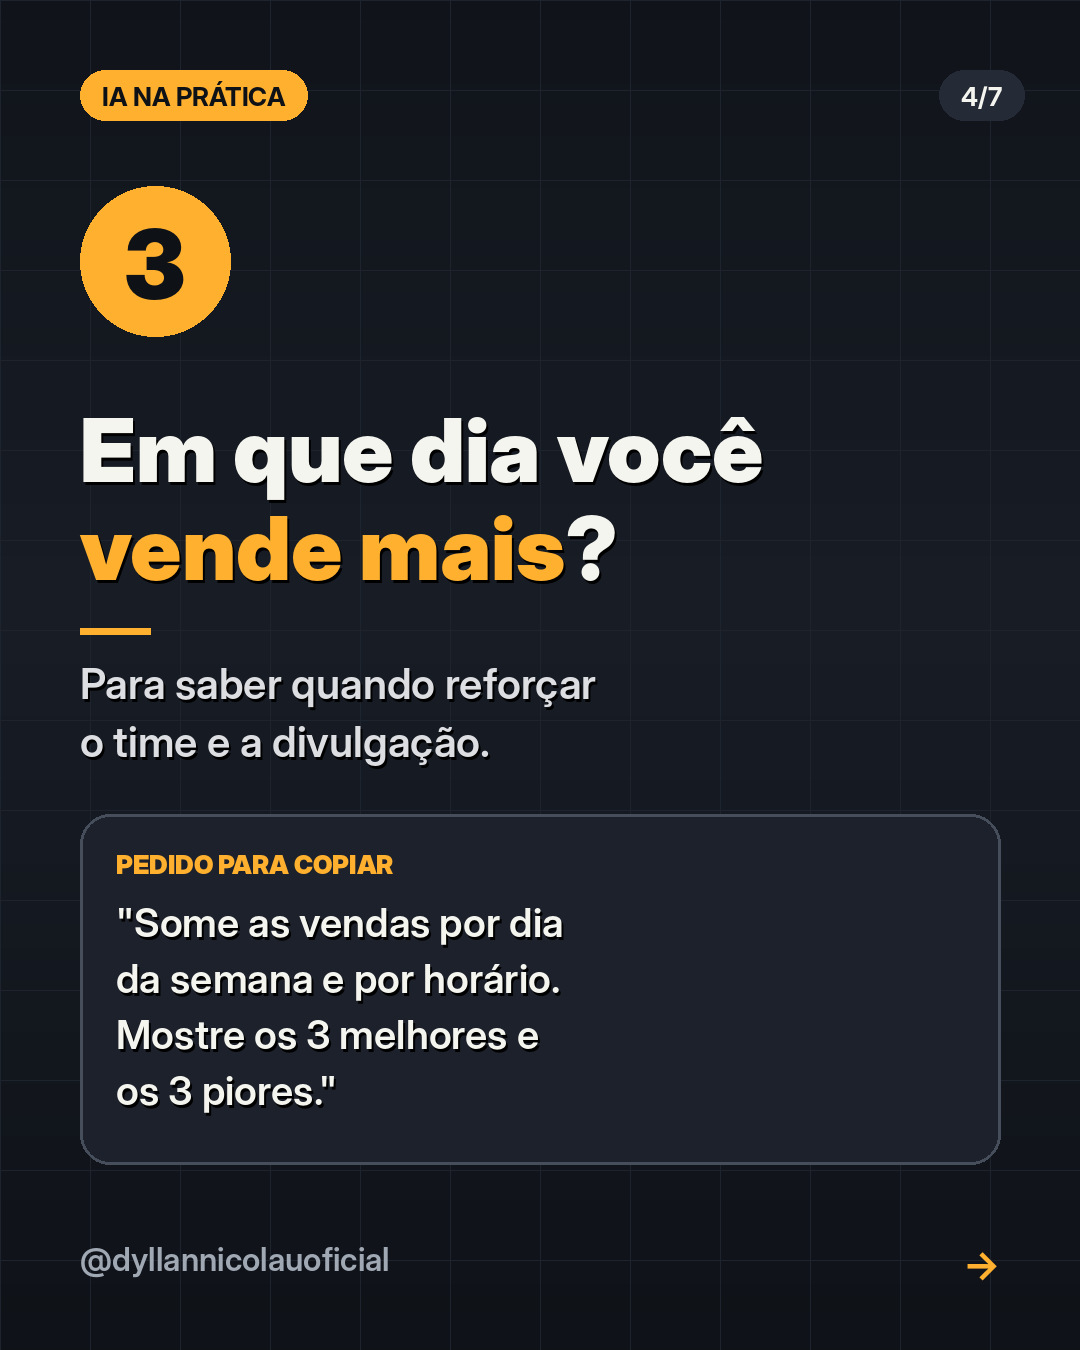 IA NA PRÁTICA
4/7
3
Em que dia você
vende mais?
Para saber quando reforçar
o time e a divulgação.
PEDIDO PARA COPIAR
"Some as vendas por dia
da semana e por horário.
Mostre os 3 melhores e
os 3 piores."
@dyllannicolauoficial
→